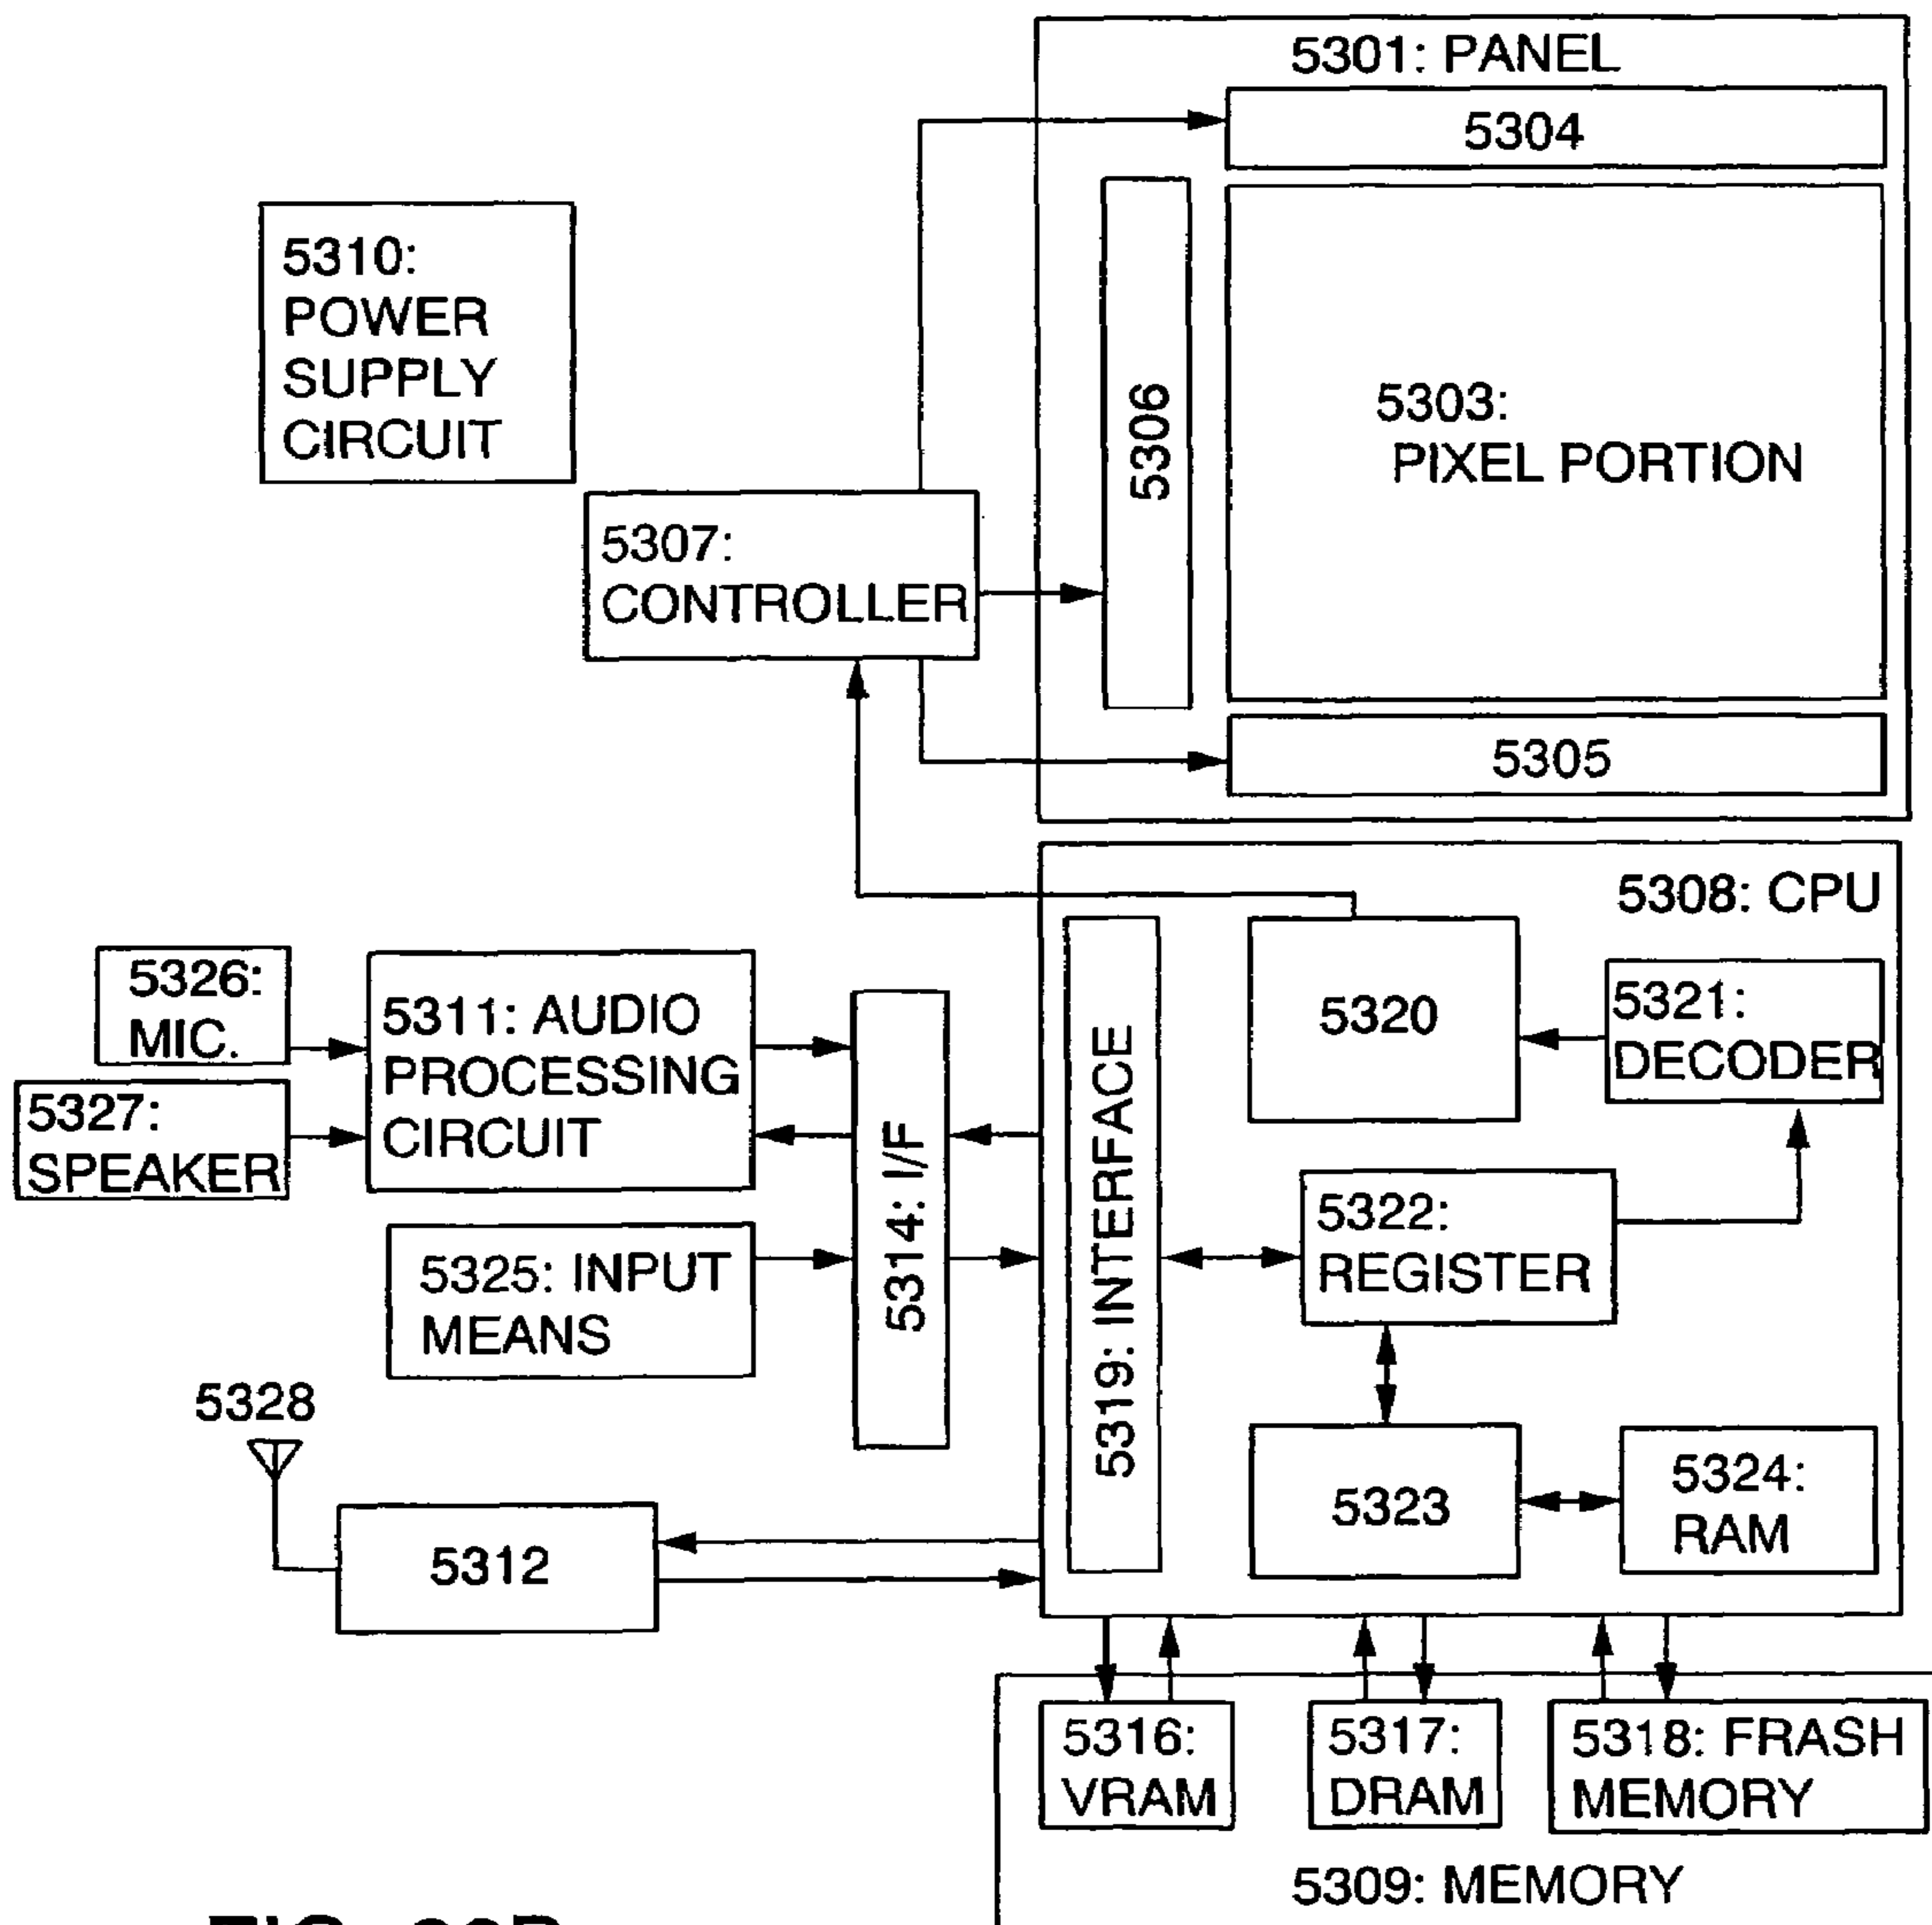 5301: PANEL
5304
5310:
POWER
SUPPLY
CIRCUIT
5306
5303:
PIXEL PORTION
5307:
CONTROLLER
5305
5308: CPU
5326:
MIC.
5311: AUDIO
PROCESSING
CIRCUIT
5327:
SPEAKER
5314: I/F
5325: INPUT
MEANS
5319: INTERFACE
5320
5321:
DECODER
5322:
REGISTER
5323
5324:
RAM
5328
5312
5316:
VRAM
5317:
DRAM
5318: FRASH
MEMORY
5309: MEMORY